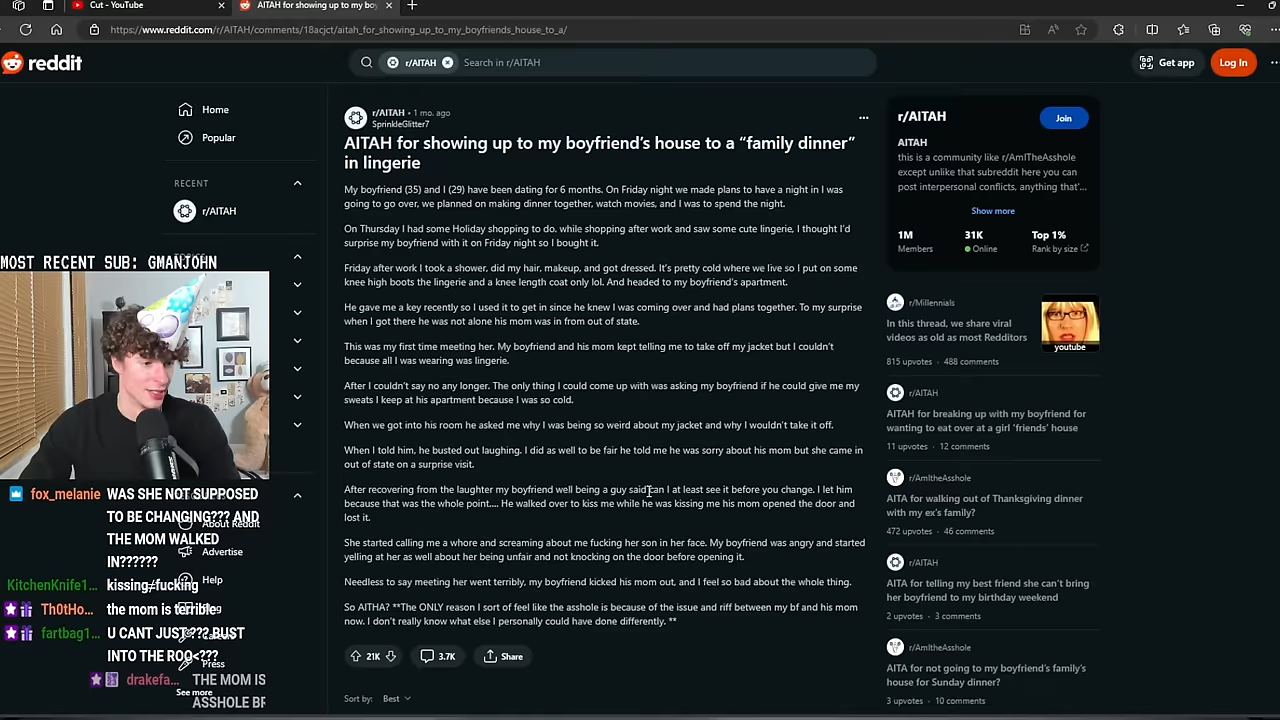 Cut - YouTube
AITAH for showing up to my boy
https://www.reddit.com/r/AITAH/comments/18acjct/aitah_for_showing_up_to_my_boyfriends_house_to_a/
reddit
r/AITAH
Search in r/AITAH
Get app
Log In
Home
Popular
RECENT
r/AITAH
r/AITAH • 1 mo. ago
SprinkleGlitter7
AITAH for showing up to my boyfriend's house to a “family dinner”
in lingerie
My boyfriend (35) and I (29) have been dating for 6 months. On Friday night we made plans to have a night in I was
going to go over, we planned on making dinner together, watch movies, and I was to spend the night.
On Thursday I had some Holiday shopping to do. while shopping after work and saw some cute lingerie, I thought I'd
surprise my boyfriend with it on Friday night so I bought it.
Friday after work I took a shower, did my hair, makeup, and got dressed. It's pretty cold where we live so I put on some
knee high boots the lingerie and a knee length coat only lol. And headed to my boyfriend's apartment.
He gave me a key recently so I used it to get in since he knew I was coming over and had plans together. To my surprise
when I got there he was not alone his mom was in from out of state.
This was my first time meeting her. My boyfriend and his mom kept telling me to take off my jacket but I couldn't
because all I was wearing was lingerie.
After I couldn't say no any longer. The only thing I could come up with was asking my boyfriend if he could give me my
sweats I keep at his apartment because I was so cold.
When we got into his room he asked me why I was being so weird about my jacket and why I wouldn't take it off.
When I told him, he busted out laughing. I did as well to be fair he told me he was sorry about his mom but she came in
out of state on a surprise visit.
After recovering from the laughter my boyfriend well being a guy said can I at least see it before you change. I let him
because that was the whole point.... He walked over to kiss me while he was kissing me his mom opened the door and
lost it.
She started calling me a whore and screaming about me fucking her son in her face. My boyfriend was angry and started
yelling at her as well about her being unfair and not knocking on the door before opening it.
Needless to say meeting her went terribly, my boyfriend kicked his mom out, and I feel so bad about the whole thing.
So AITHA? **The ONLY reason I sort of feel like the asshole is because of the issue and riff between my bf and his mom
now. I don't really know what else I personally could have done differently. **
21K
3.7K
Share
Sort by: Best
r/AITAH
Join
AITAH
this is a community like r/AmITheAsshole
except unlike that subreddit here you can
post interpersonal conflicts, anything that'...
Show more
1M
31K
Top 1%
Members
Online
Rank by size
r/Millennials
In this thread, we share viral
videos as old as most Redditors
youtube
815 upvotes · 488 comments
r/AITAH
AITAH for breaking up with my boyfriend for
wanting to eat over at a girl 'friends' house
11 upvotes · 12 comments
r/AmItheAsshole
AITA for walking out of Thanksgiving dinner
with my ex's family?
472 upvotes · 46 comments
r/AITAH
AITA for telling my best friend she can't bring
her boyfriend to my birthday weekend
2 upvotes · 3 comments
r/AmItheAsshole
AITA for not going to my boyfriend's family's
house for Sunday dinner?
3 upvotes · 10 comments
MOST RECENT SUB: GMANJOHN
fox_melanie WAS SHE NOT SUPPOSED
TO BE CHANGING??? AND
THE MOM WALKED
IN??????
KitchenKnife1... kissing≠fucking
Th0tHo... the mom is terrible
fartbag1... U CANT JUST??? BUST
INTO THE ROO<???
drakefa... THE MOM IS
ASSHOLE BF
About Reddit
Advertise
Help
Press
See more